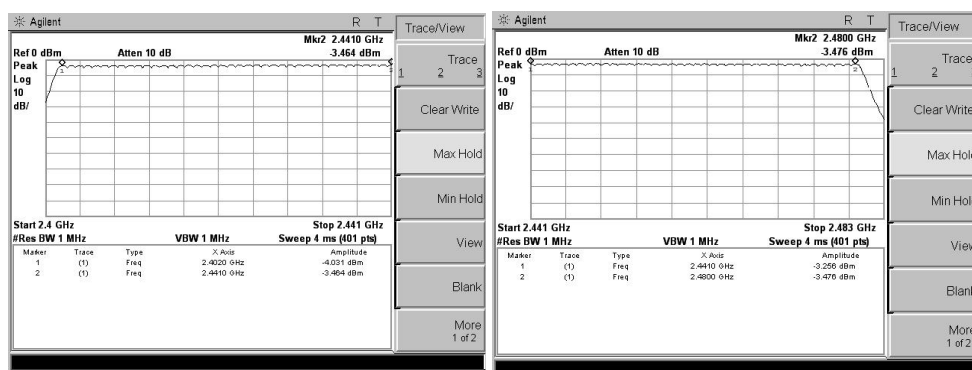 Agilent R T
Trace/View
Mkr2 2.4410 GHz
Ref 0 dBm Atten 10 dB -3.464 dBm
Peak
Log
10
dB/
1
Trace
1 2 3
Clear Write
Max Hold
Min Hold
View
Blank
More
1 of 2
Start 2.4 GHz Stop 2.441 GHz
#Res BW 1 MHz VBW 1 MHz Sweep 4 ms (401 pts)
Marker Trace Type X Axis Amplitude
1 (1) Freq 2.4020 GHz -4.031 dBm
2 (1) Freq 2.4410 GHz -3.464 dBm
Agilent R T
Trace/View
Mkr2 2.4800 GHz
Ref 0 dBm Atten 10 dB -3.476 dBm
Peak
Log
10
dB/
1 2
Trace
1 2
Clear Write
Max Hold
Min Hold
View
Blank
More
1 of 2
Start 2.441 GHz Stop 2.483 GHz
#Res BW 1 MHz VBW 1 MHz Sweep 4 ms (401 pts)
Marker Trace Type X Axis Amplitude
1 (1) Freq 2.4410 GHz -3.256 dBm
2 (1) Freq 2.4800 GHz -3.476 dBm